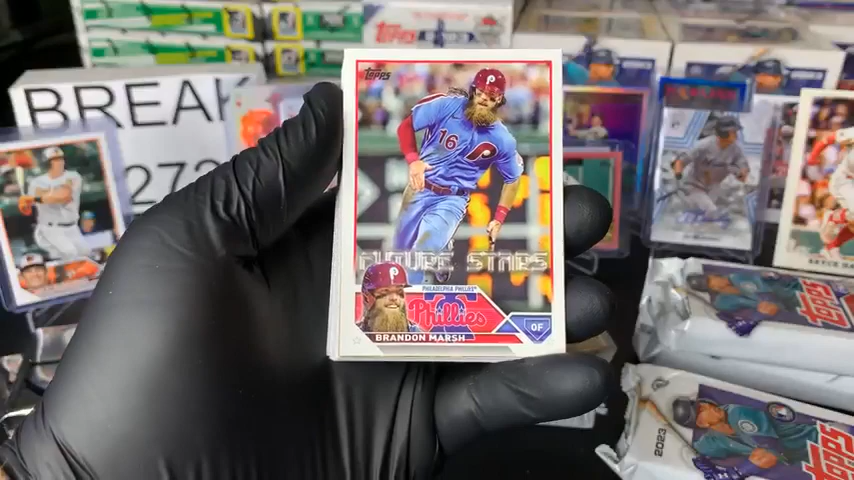 Topps
BREAK
272
Topps
16
P
FUTURE STARS
PHILADELPHIA PHILLIES
Phillies
OF
BRANDON MARSH
Topps
2023
Topps